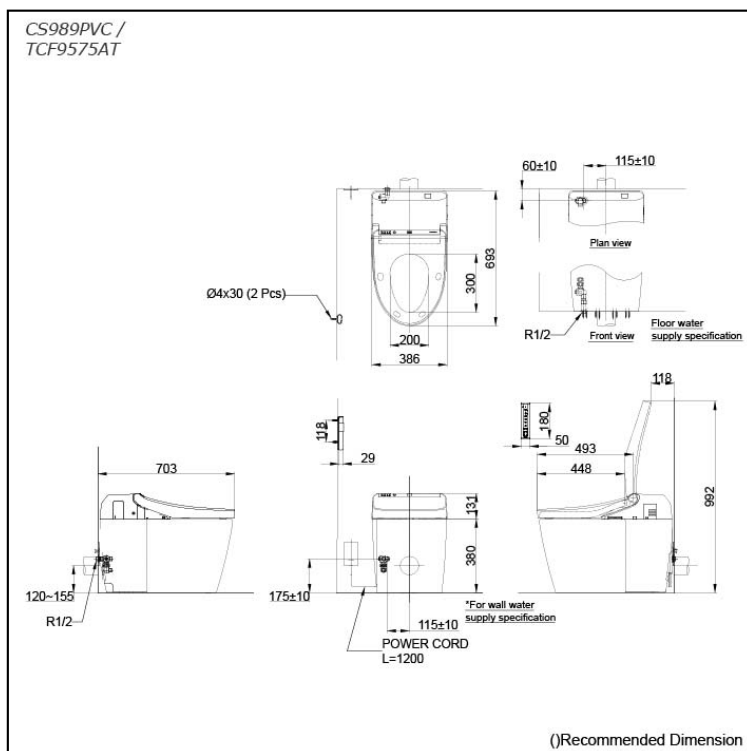 CS989PVC /
TCF9575AT
60±10
115±10
693
300
Ø4x30 (2 Pcs)
200
386
Plan view
R1/2
Front view
Floor water
supply specification
118
118
29
180
50
493
448
992
703
131
380
120~155
R1/2
175±10
115±10
*For wall water
supply specification
POWER CORD
L=1200
()Recommended Dimension